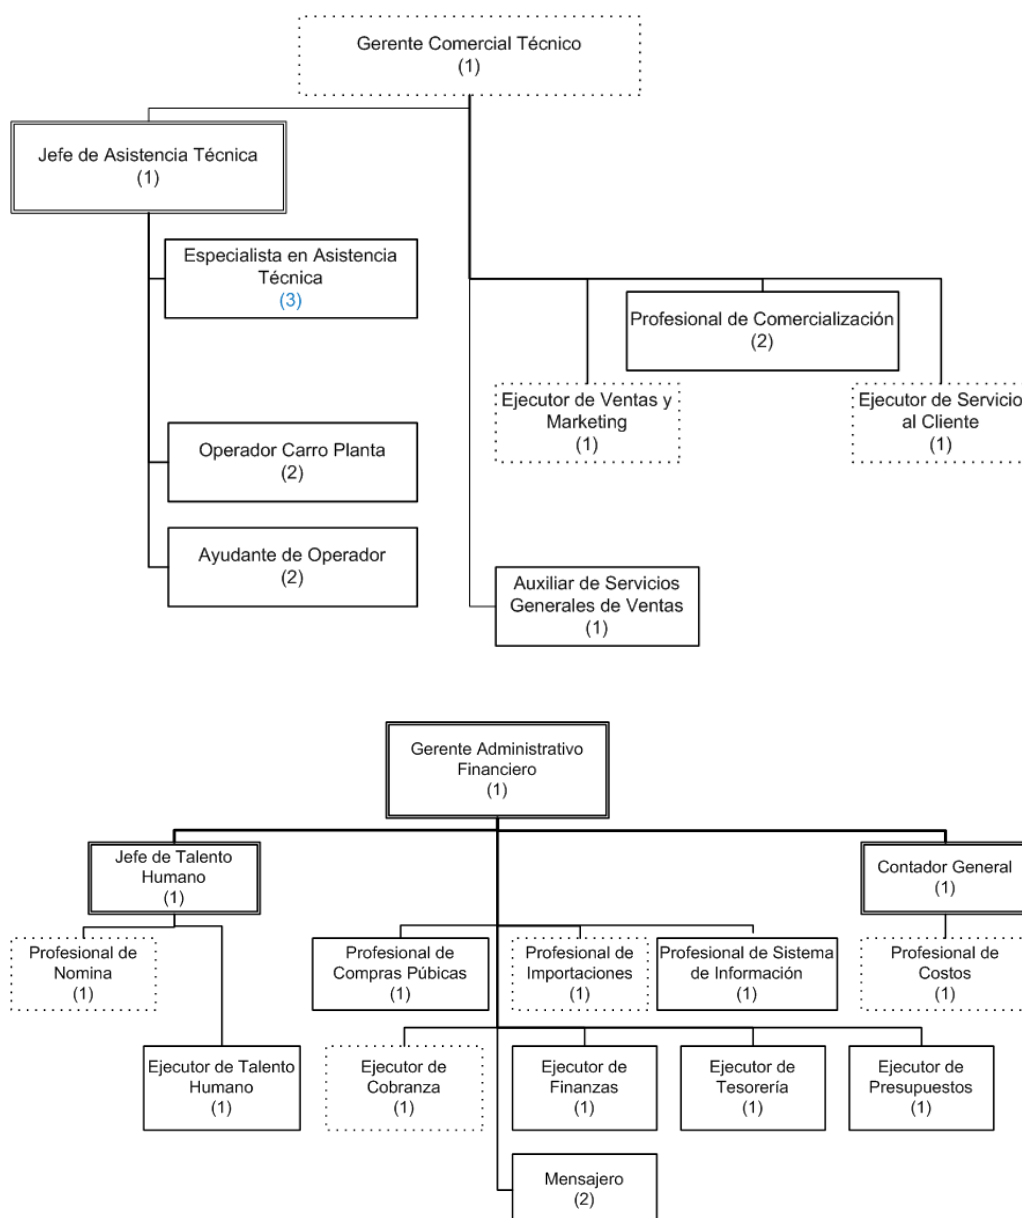 Gerente Comercial Técnico
(1)
Jefe de Asistencia Técnica
(1)
Especialista en Asistencia
Técnica
(3)
Profesional de Comercialización
(2)
Ejecutor de Ventas y
Marketing
(1)
Ejecutor de Servicio
al Cliente
(1)
Operador Carro Planta
(2)
Ayudante de Operador
(2)
Auxiliar de Servicios
Generales de Ventas
(1)
Gerente Administrativo
Financiero
(1)
Jefe de Talento
Humano
(1)
Contador General
(1)
Profesional de
Nomina
(1)
Profesional de
Compras Púbicas
(1)
Profesional de
Importaciones
(1)
Profesional de Sistema
de Información
(1)
Profesional de
Costos
(1)
Ejecutor de Talento
Humano
(1)
Ejecutor de
Cobranza
(1)
Ejecutor de
Finanzas
(1)
Ejecutor de
Tesorería
(1)
Ejecutor de
Presupuestos
(1)
Mensajero
(2)